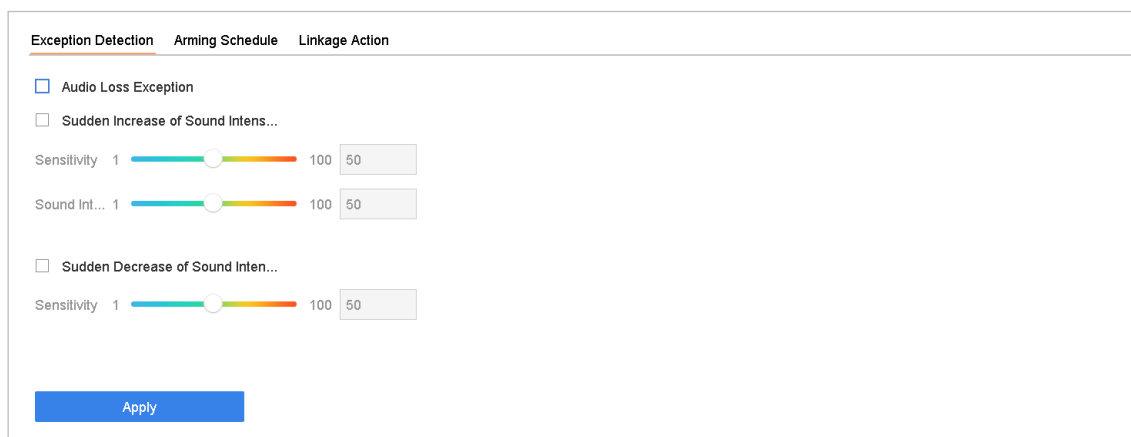 Exception Detection Arming Schedule Linkage Action
Audio Loss Exception
Sudden Increase of Sound Intens...
Sensitivity 1 100 50
Sound Int... 1 100 50
Sudden Decrease of Sound Inten...
Sensitivity 1 100 50
Apply